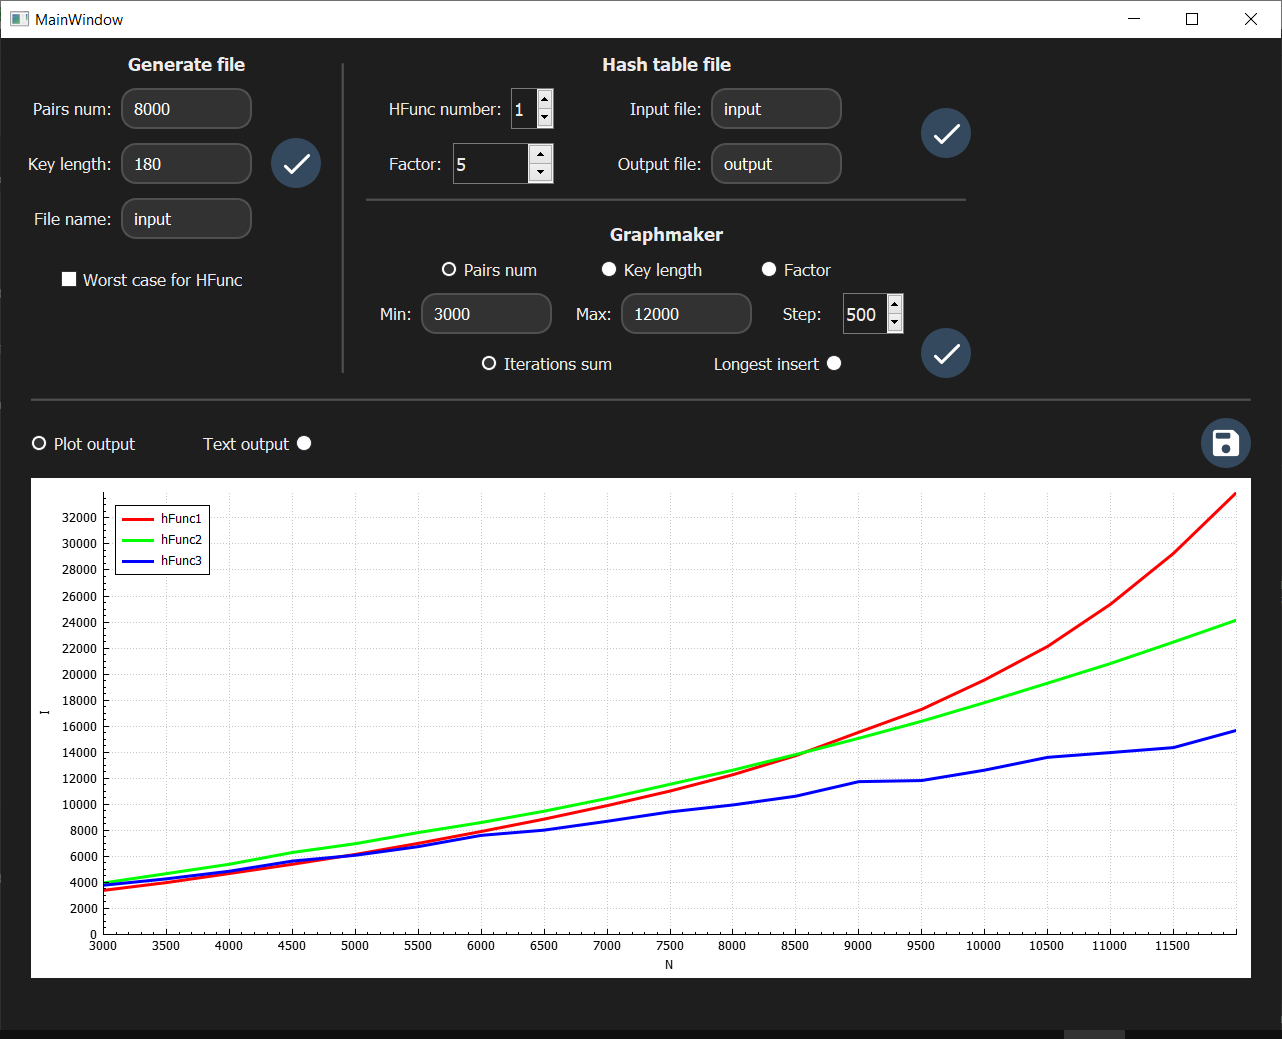 MainWindow
Generate file
Pairs num: 8000
Key length: 180
File name: input
Worst case for HFunc
Hash table file
HFunc number: 1 Input file: input
Factor: 5 Output file: output
Graphmaker
Pairs num Key length Factor
Min: 3000 Max: 12000 Step: 500
Iterations sum Longest insert
Plot output Text output
hFunc1
hFunc2
hFunc3
32000
30000
28000
26000
24000
22000
20000
18000
16000
14000
12000
10000
8000
6000
4000
2000
0
I
3000 3500 4000 4500 5000 5500 6000 6500 7000 7500 8000 8500 9000 9500 10000 10500 11000 11500
N